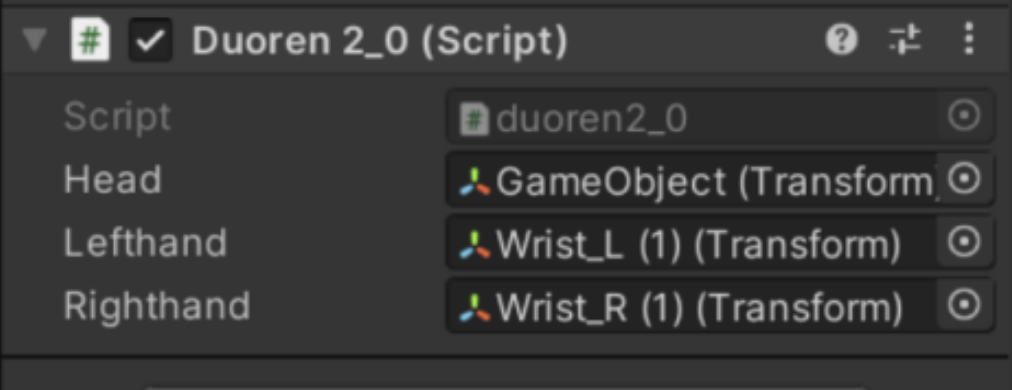 # Duoren 2_0 (Script) ?
Script # duoren2_0
Head GameObject (Transform)
Lefthand Wrist_L (1) (Transform)
Righthand Wrist_R (1) (Transform)